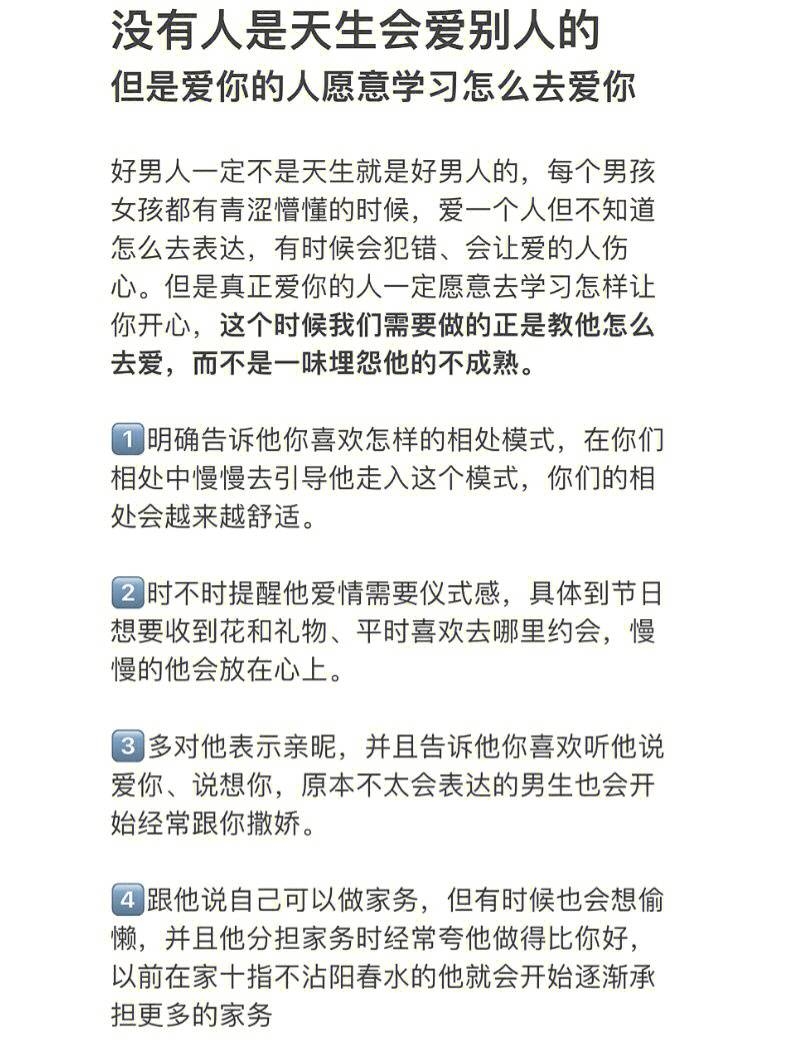 没有人是天生会爱别人的
但是爱你的人愿意学习怎么去爱你
好男人一定不是天生就是好男人的，每个男孩
女孩都有青涩懵懂的时候，爱一个人但不知道
怎么去表达，有时候会犯错、会让爱的人伤
心。但是真正爱你的人一定愿意去学习怎样让
你开心，这个时候我们需要做的正是教他怎么
去爱，而不是一味埋怨他的不成熟。
1️⃣明确告诉他你喜欢怎样的相处模式，在你们
相处中慢慢去引导他走入这个模式，你们的相
处会越来越舒适。
2️⃣时不时提醒他爱情需要仪式感，具体到节日
想要收到花和礼物、平时喜欢去哪里约会，慢
慢的他会放在心上。
3️⃣多对他表示亲昵，并且告诉他你喜欢听他说
爱你、说想你，原本不太会表达的男生也会开
始经常跟你撒娇。
4️⃣跟他说自己可以做家务，但有时候也会想偷
懒，并且他分担家务时经常夸他做得比你好，
以前在家十指不沾阳春水的他就会开始逐渐承
担更多的家务